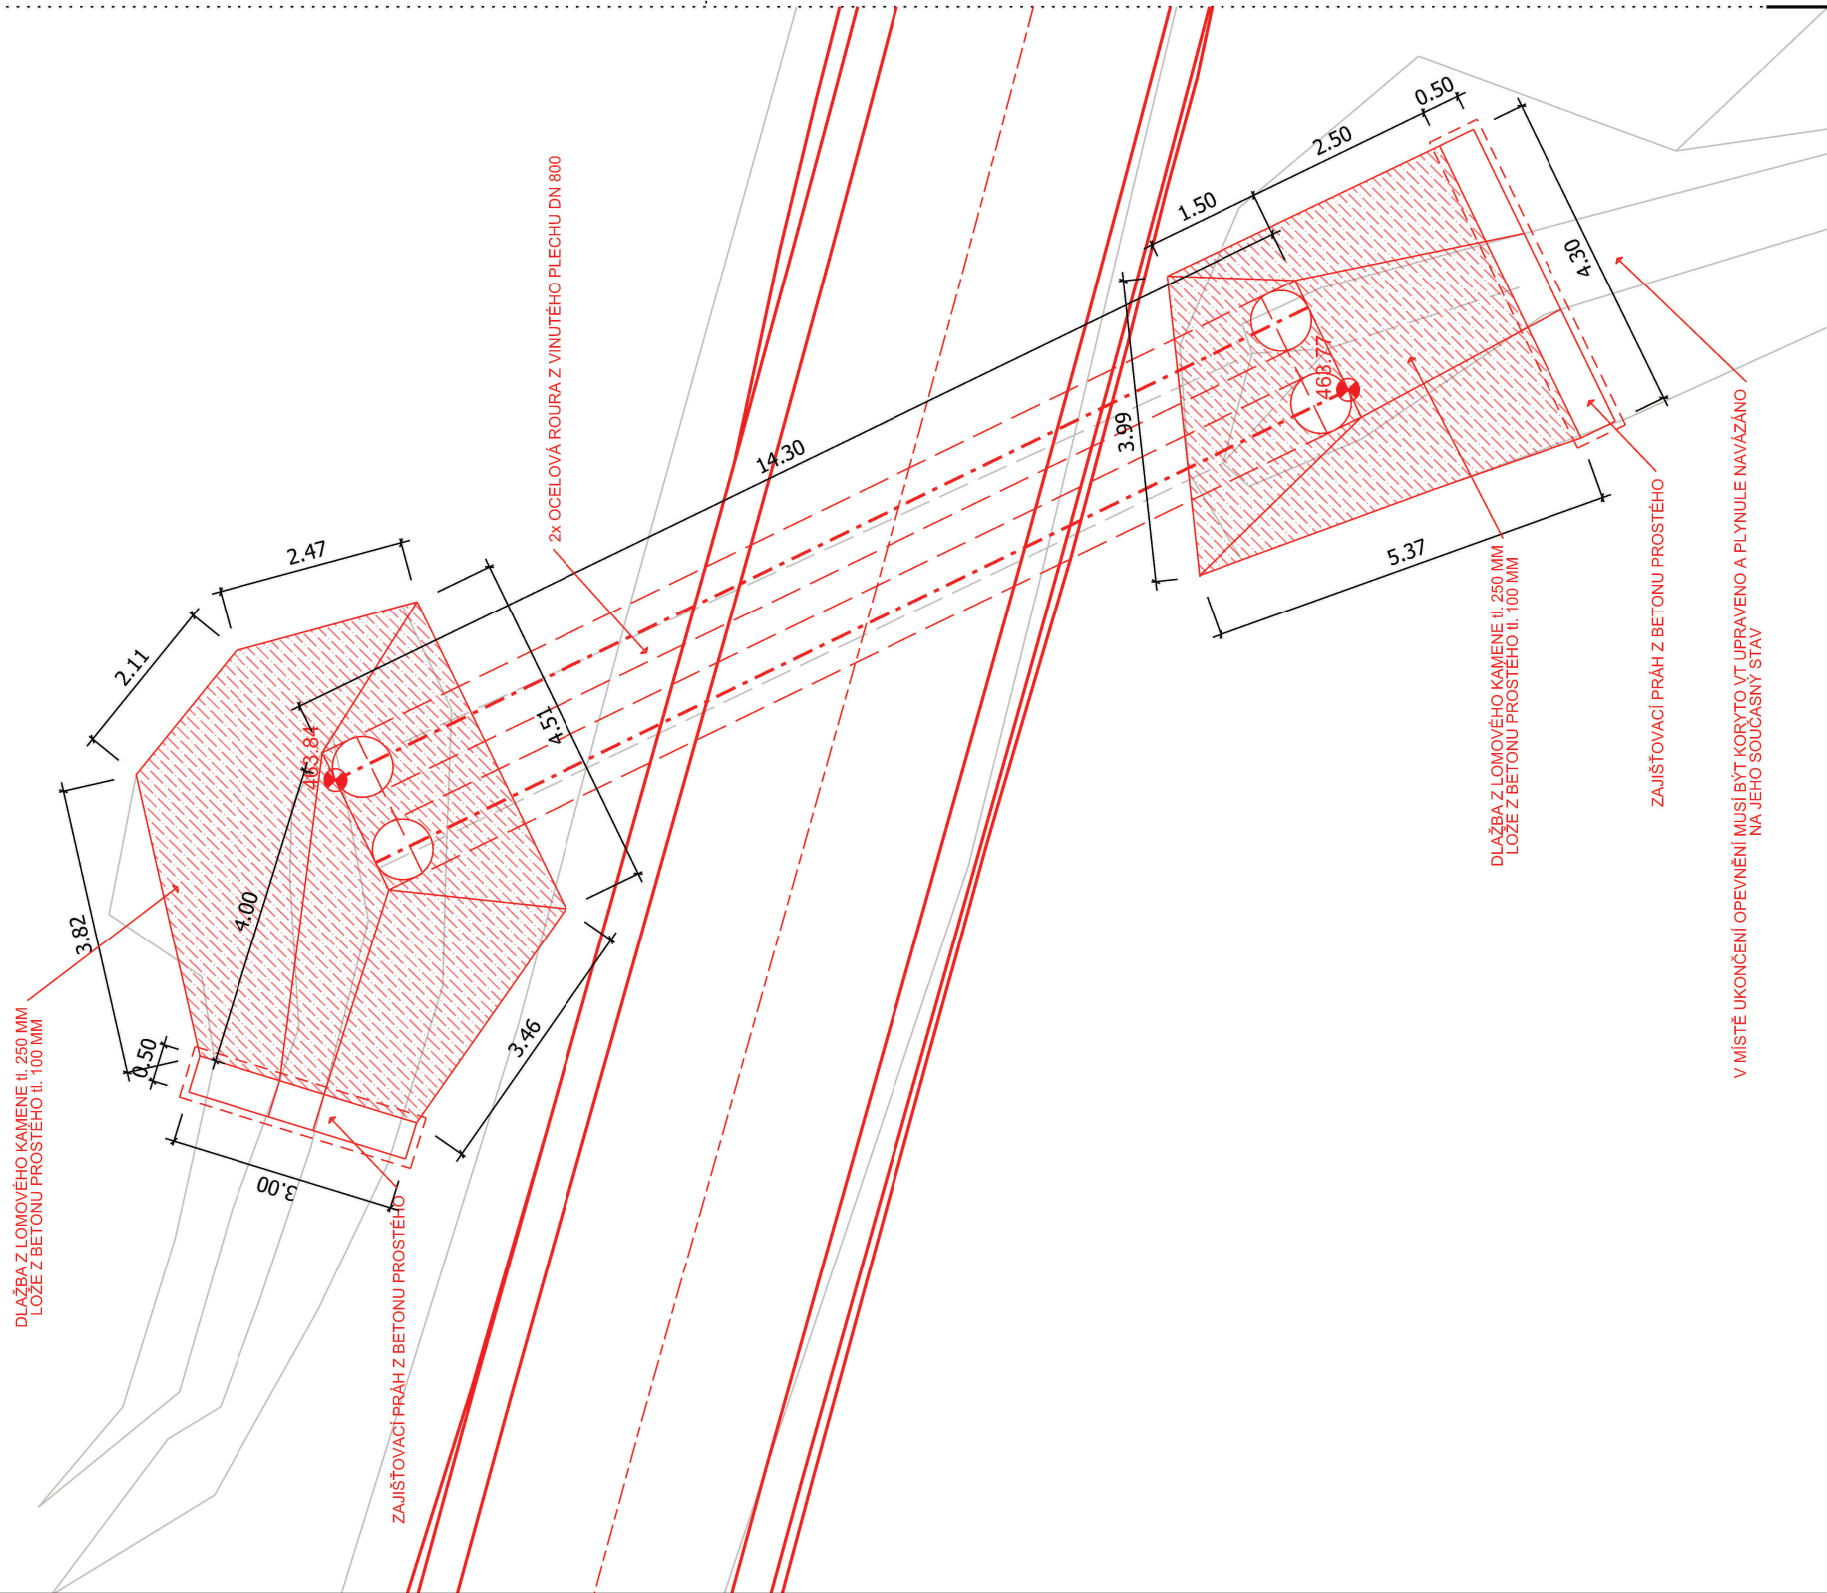 0.50
2.50
1.50
4.30
3.99
463.77
14.30
5.37
2x OCELOVÁ ROURA Z VINUTÉHO PLECHU DN 800
2.47
2.11
4.51
463.84
4.00
3.82
0.50
3.46
3.00
DLAŽBA Z LOMOVÉHO KAMENE tl. 250 MM
LOŽE Z BETONU PROSTÉHO tl. 100 MM
ZAJIŠŤOVACÍ PRÁH Z BETONU PROSTÉHO
DLAŽBA Z LOMOVÉHO KAMENE tl. 250 MM
LOŽE Z BETONU PROSTÉHO tl. 100 MM
ZAJIŠŤOVACÍ PRÁH Z BETONU PROSTÉHO
V MÍSTĚ UKONČENÍ OPEVNĚNÍ MUSÍ BÝT KORYTO VT UPRAVENO A PLYNULE NAVÁZÁNO
NA JEHO SOUČASNÝ STAV